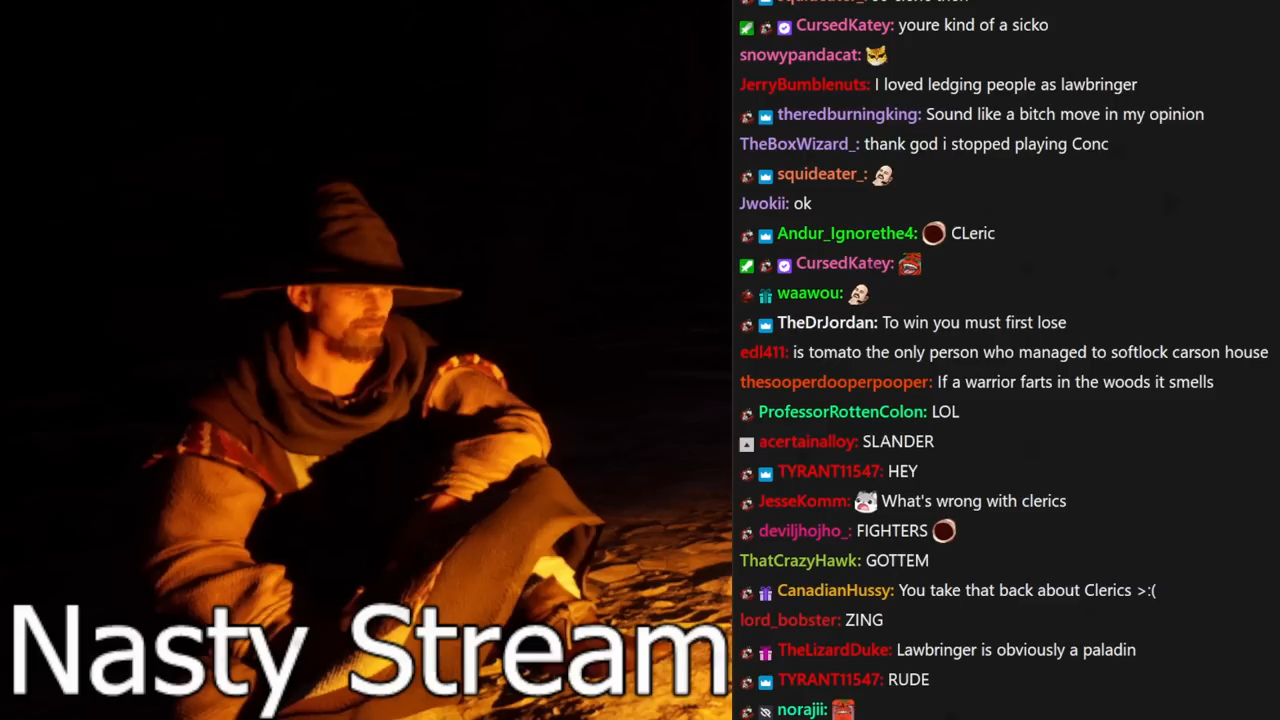 CursedKatey: youre kind of a sicko
snowypandacat:
JerryBumblenuts: I loved ledging people as lawbringer
theredburningking: Sound like a bitch move in my opinion
TheBoxWizard_: thank god i stopped playing Conc
squideater_:
Jwokii: ok
Andur_Ignorethe4: CLeric
CursedKatey:
waawou:
TheDrJordan: To win you must first lose
edl411: is tomato the only person who managed to softlock carson house
thesooperdooperpooper: If a warrior farts in the woods it smells
ProfessorRottenColon: LOL
acertainalloy: SLANDER
TYRANT11547: HEY
JesseKomm: What's wrong with clerics
deviljhojho_: FIGHTERS
ThatCrazyHawk: GOTTEM
CanadianHussy: You take that back about Clerics >:(
lord_bobster: ZING
TheLizardDuke: Lawbringer is obviously a paladin
TYRANT11547: RUDE
norajii:
Nasty Stream